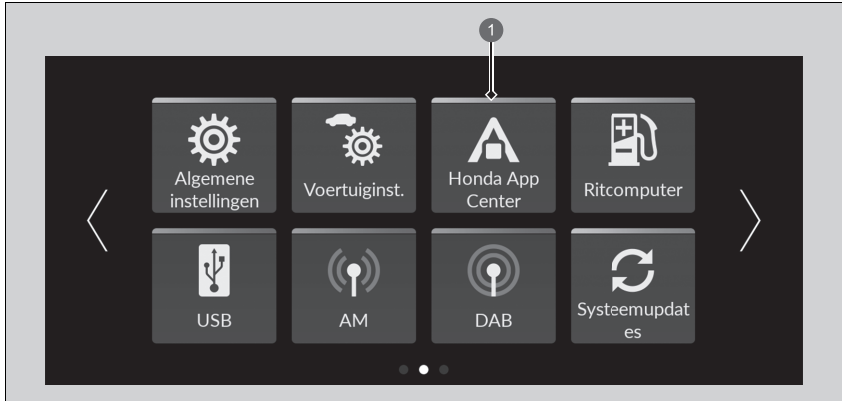 1
Algemene
instellingen
Voertuiginst.
Honda App
Center
Ritcomputer
USB
AM
DAB
Systeemupdat
es